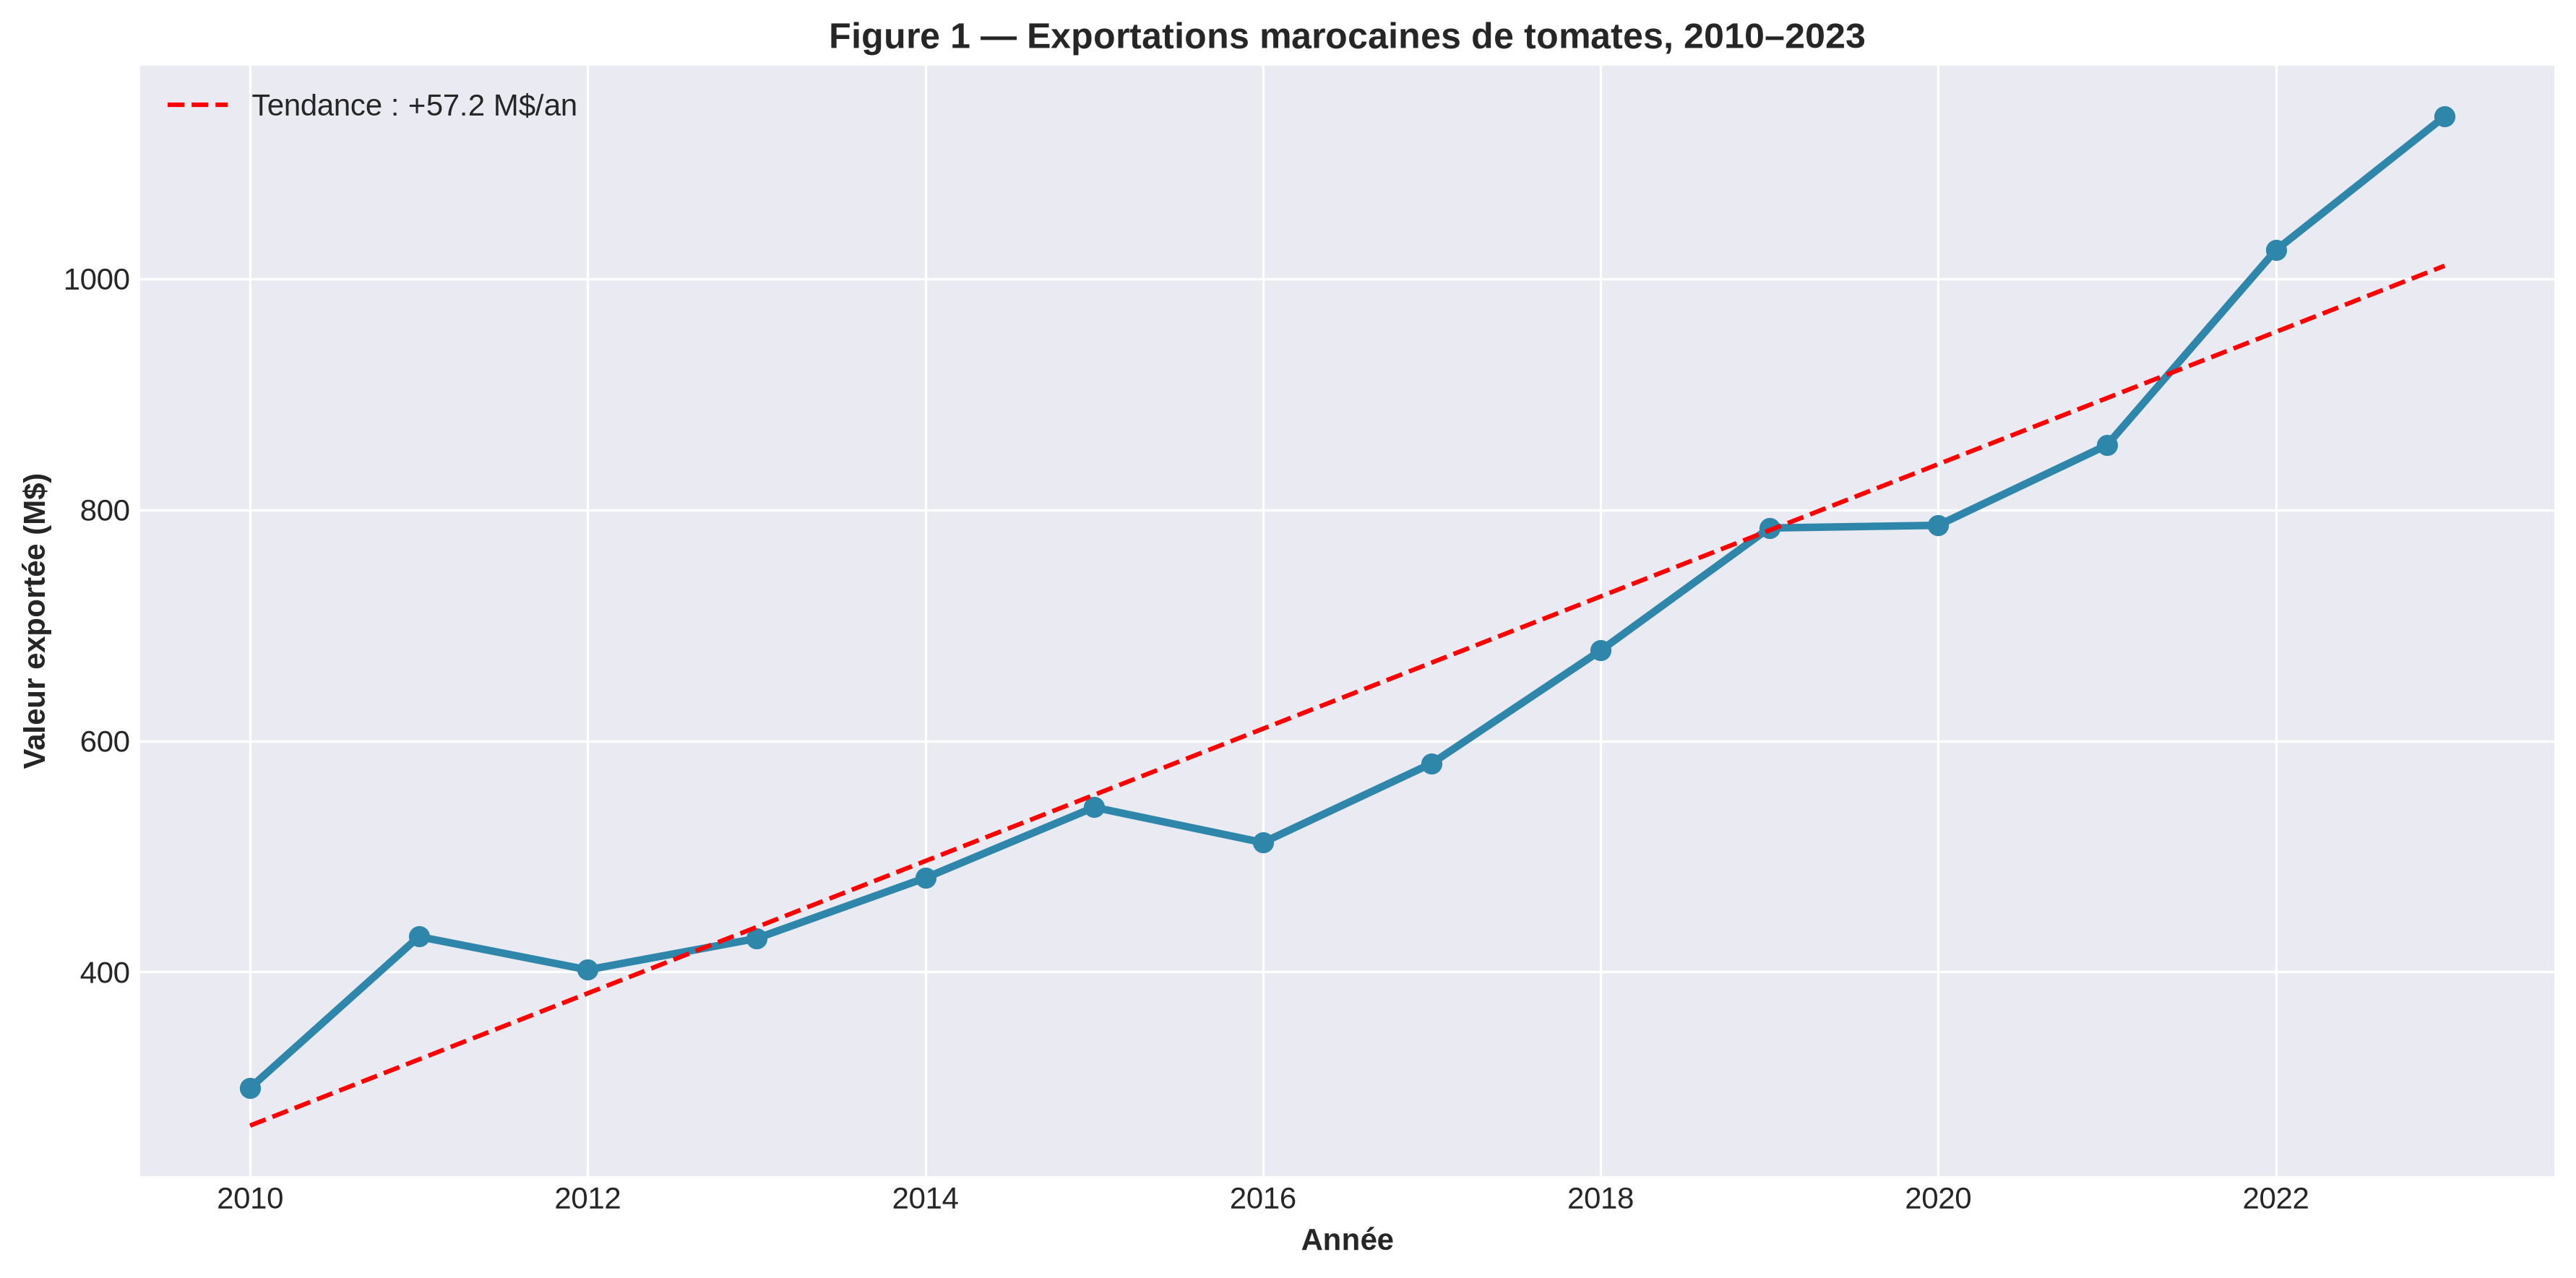 Figure 1 — Exportations marocaines de tomates, 2010–2023
Tendance : +57.2 M$/an
Valeur exportée (M$)
1000
800
600
400
2010 2012 2014 2016 2018 2020 2022
Année